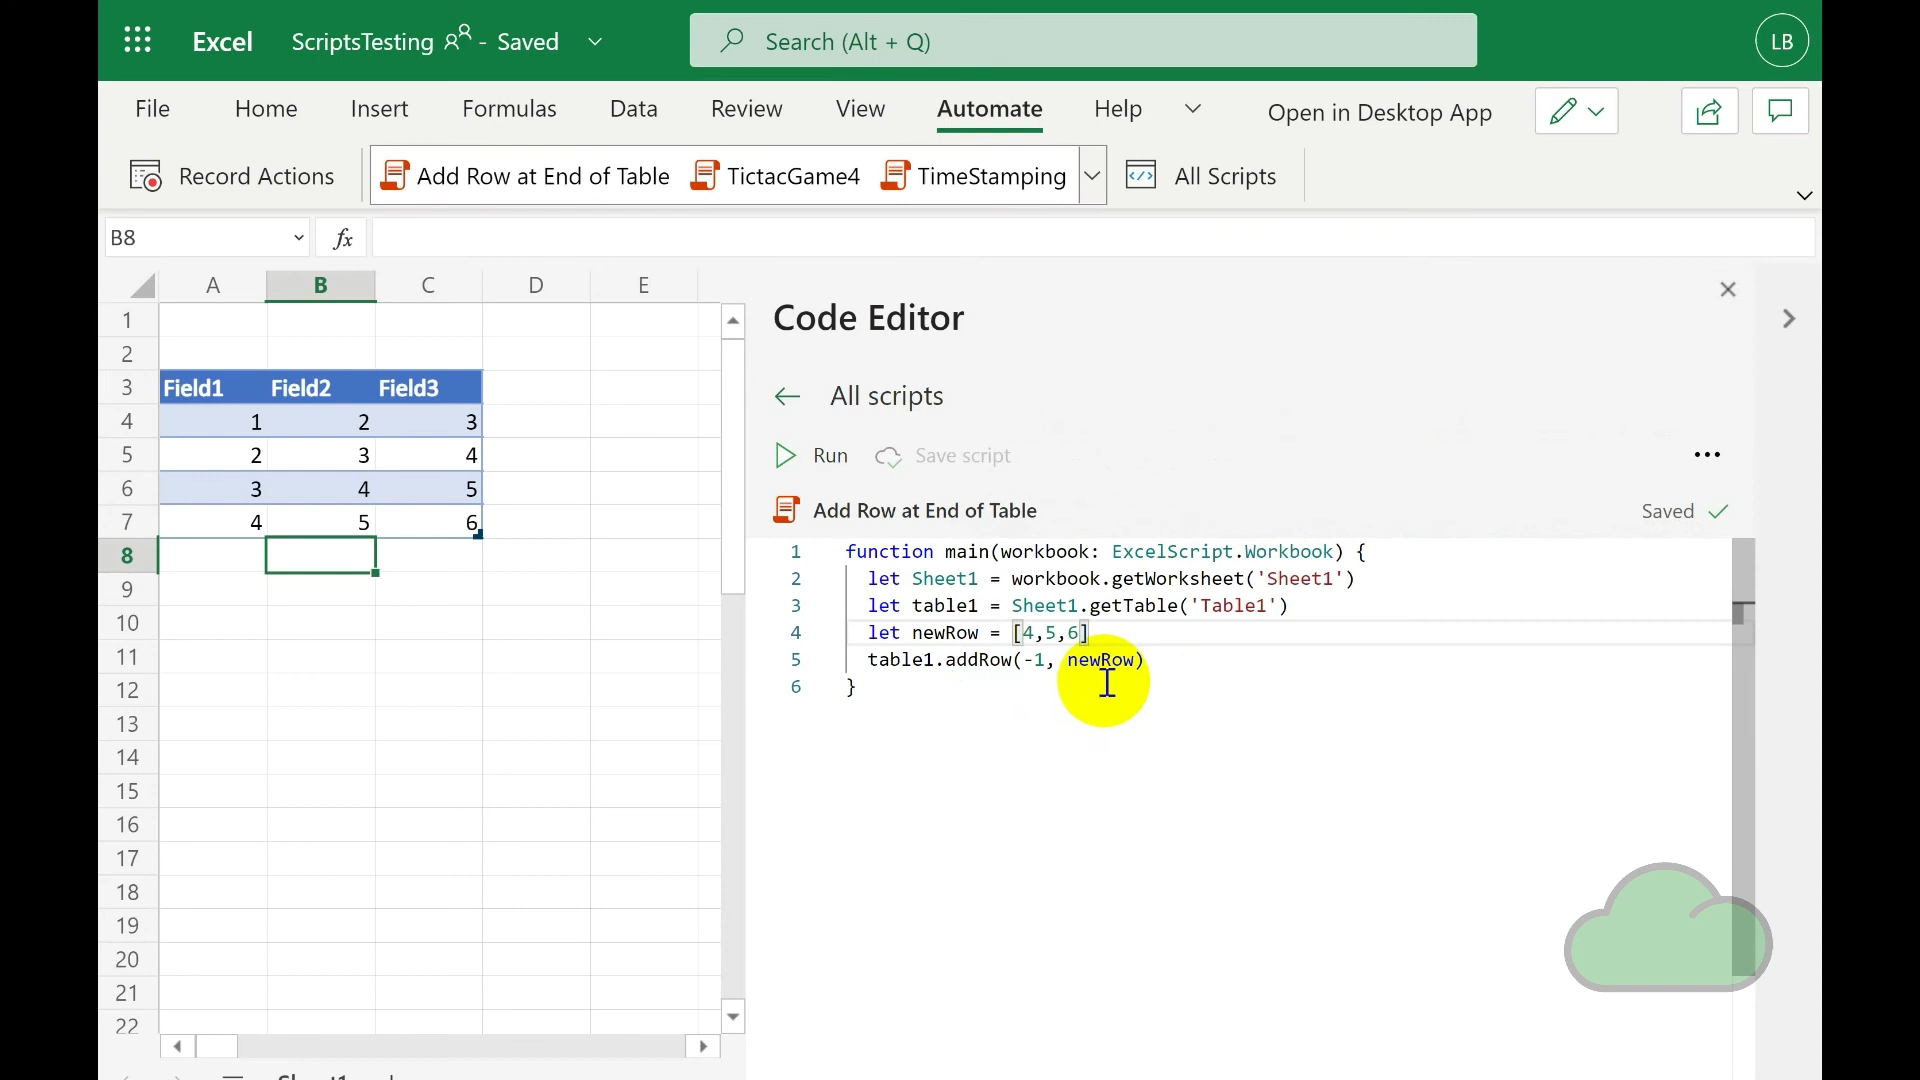 Excel ScriptsTesting - Saved Search (Alt + Q) LB
File Home Insert Formulas Data Review View Automate Help Open in Desktop App
Record Actions Add Row at End of Table TictacGame4 TimeStamping All Scripts
B8 fx
A B C D E
1
2
3 Field1 Field2 Field3
4 1 2 3
5 2 3 4
6 3 4 5
7 4 5 6
8
9
10
11
12
13
14
15
16
17
18
19
20
21
22
Code Editor
All scripts
Run Save script
Add Row at End of Table Saved
1 function main(workbook: ExcelScript.Workbook) {
2 let Sheet1 = workbook.getWorksheet('Sheet1')
3 let table1 = Sheet1.getTable('Table1')
4 let newRow = [4,5,6]
5 table1.addRow(-1, newRow)
6 }